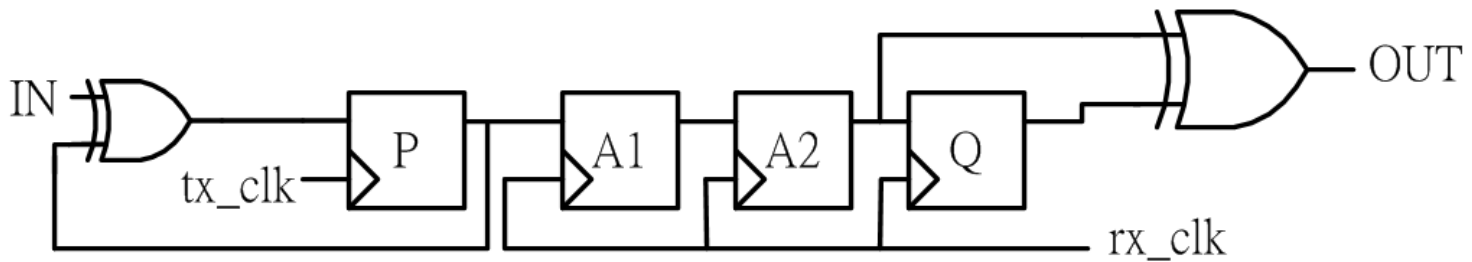 IN
P
A1
A2
Q
OUT
tx_clk
rx_clk